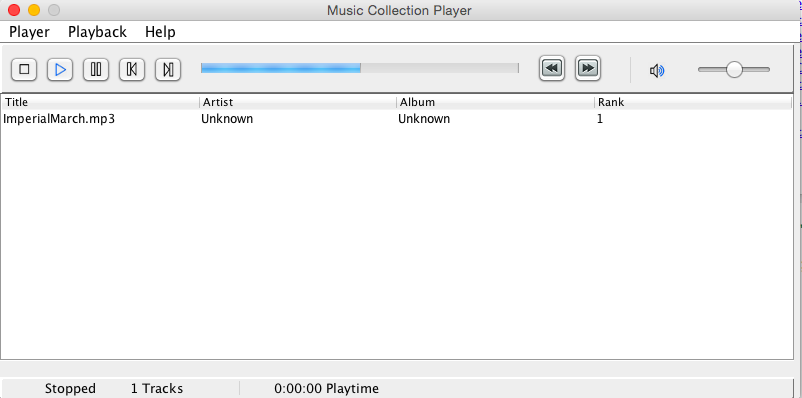 Music Collection Player
Player Playback Help
Title Artist Album Rank
ImperialMarch.mp3 Unknown Unknown 1
Stopped 1 Tracks 0:00:00 Playtime